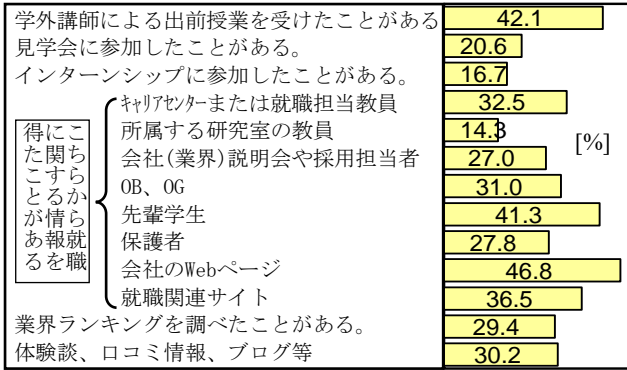 学外講師による出前授業を受けたことがある 42.1
見学会に参加したことがある。 20.6
インターンシップに参加したことがある。 16.7
こちらから就職
に関する情報を
得たことがある
キャリアセンターまたは就職担当教員 32.5
所属する研究室の教員 14.3
[%]
会社(業界)説明会や採用担当者 27.0
OB、OG 31.0
先輩学生 41.3
保護者 27.8
会社のWebページ 46.8
就職関連サイト 36.5
業界ランキングを調べたことがある。 29.4
体験談、口コミ情報、ブログ等 30.2